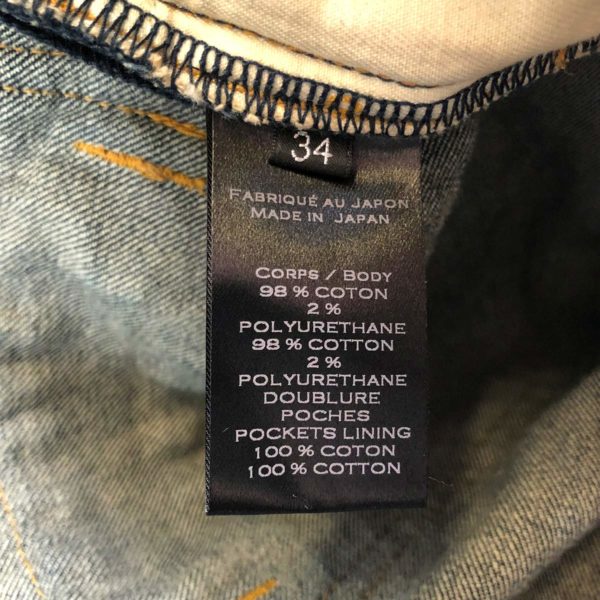 34
FABRIQUÉ AU JAPON
MADE IN JAPAN
CORPS / BODY
98 % COTON
2 %
POLYURETHANE
98 % COTTON
2 %
POLYURETHANE
DOUBLURE
POCHES
POCKETS LINING
100 % COTON
100 % COTTON